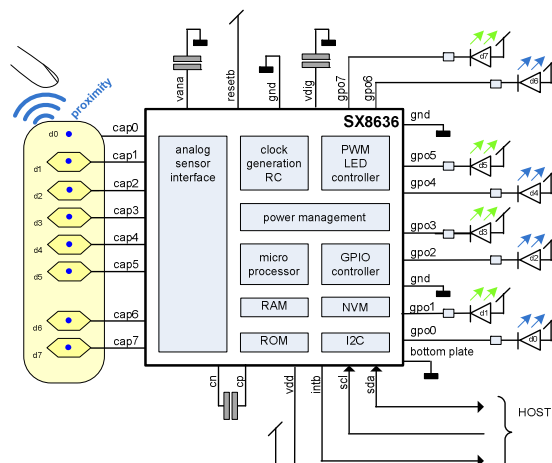 vana
resetb
gnd
vdig
gpo7
gpo6
d7
d6
proximity
SX8636
gnd
d0
cap0
d1
cap1
d2
cap2
d3
cap3
d4
cap4
d5
cap5
d6
cap6
d7
cap7
analog
sensor
interface
clock
generation
RC
PWM
LED
controller
power management
micro
processor
GPIO
controller
RAM
NVM
ROM
I2C
gpo5
d5
gpo4
d4
gpo3
d3
gpo2
d2
gnd
gpo1
d1
gpo0
d0
bottom plate
cn
cp
vdd
intb
scl
sda
HOST